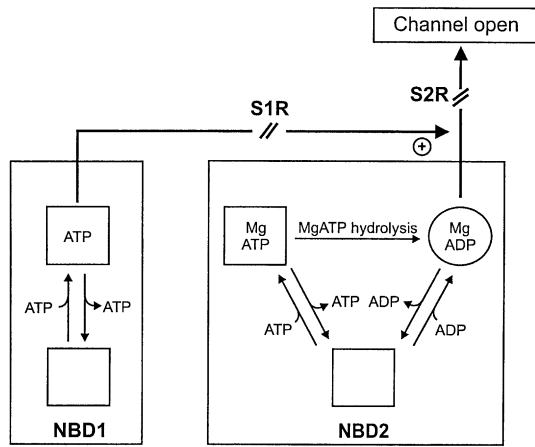 Channel open
S1R
S2R
+
ATP
Mg
ATP
MgATP hydrolysis
Mg
ADP
ATP
ATP
ATP
ATP
ADP
ADP
NBD1
NBD2